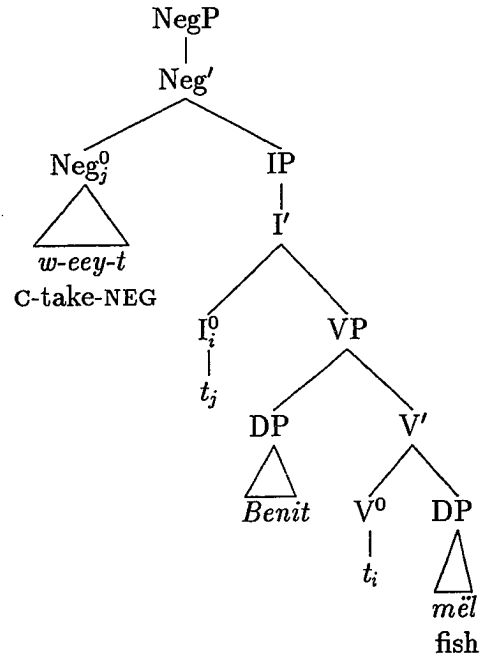 NegP
Neg′
Neg⁰ⱼ IP
w-eey-t I′
C-take-NEG
I⁰ᵢ VP
tⱼ
DP V′
Benit V⁰ DP
tᵢ
mël
fish